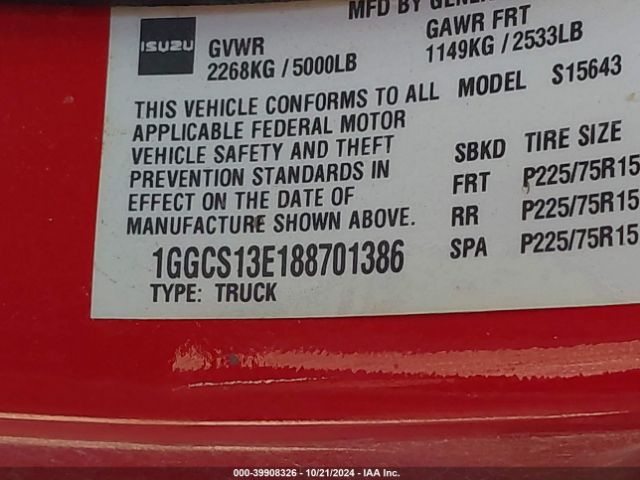 MFD BY GENER
ISUZU
GVWR
2268KG / 5000LB
GAWR FRT
1149KG / 2533LB
THIS VEHICLE CONFORMS TO ALL
APPLICABLE FEDERAL MOTOR
VEHICLE SAFETY AND THEFT
PREVENTION STANDARDS IN
EFFECT ON THE DATE OF
MANUFACTURE SHOWN ABOVE.
1GGCS13E188701386
TYPE: TRUCK
MODEL S15643
SBKD TIRE SIZE
FRT P225/75R15
RR P225/75R15
SPA P225/75R15
000-39908326 - 10/21/2024 - IAA Inc.